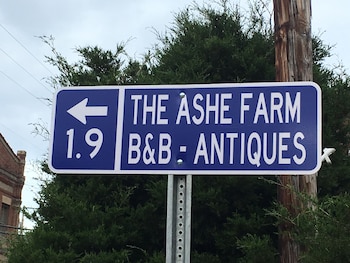 ← THE ASHE FARM
1.9 B&B - ANTIQUES